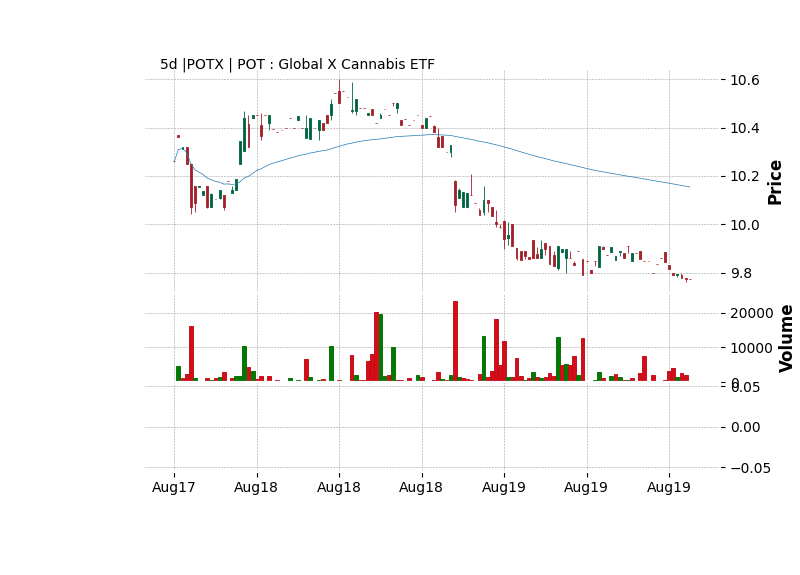 5d |POTX | POT : Global X Cannabis ETF
10.6
10.4
10.2
10.0
9.8
Price
20000
10000
0
Volume
0.05
0.00
−0.05
Aug17 Aug18 Aug18 Aug18 Aug19 Aug19 Aug19